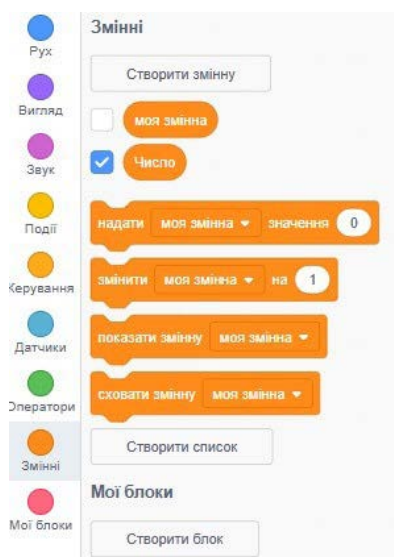 Рух
Вигляд
Звук
Події
Керування
Датчики
Оператори
Змінні
Мої блоки
Змінні
Створити змінну
моя змінна
Число
надати моя змінна значення 0
змінити моя змінна на 1
показати змінну моя змінна
сховати змінну моя змінна
Створити список
Мої блоки
Створити блок